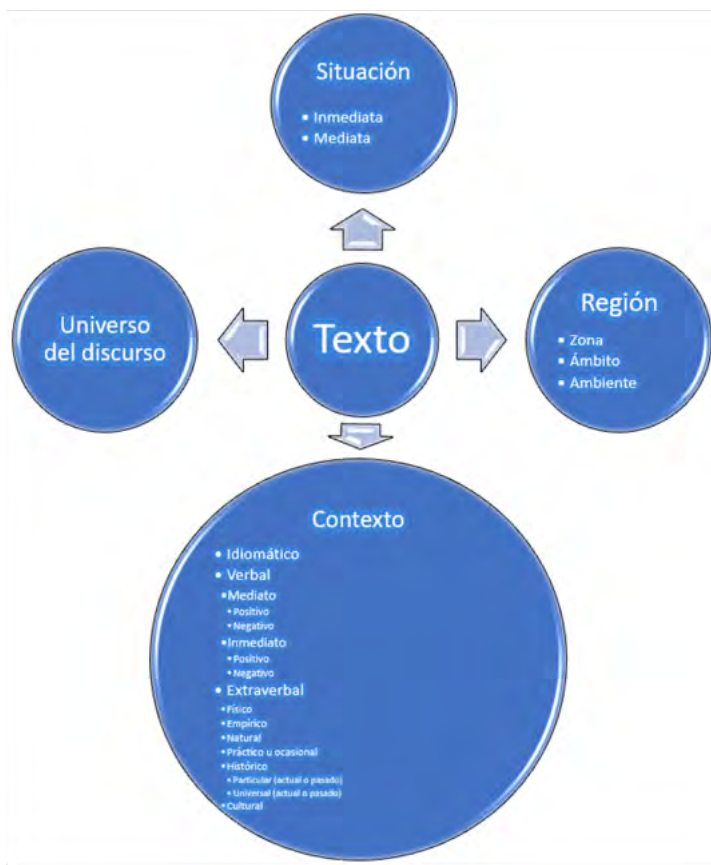 Situación
• Inmediata
• Mediata
Universo
del discurso
Texto
Región
• Zona
• Ámbito
• Ambiente
Contexto
• Idiomático
• Verbal
• Mediato
• Positivo
• Negativo
• Inmediato
• Positivo
• Negativo
• Extraverbal
• Físico
• Empírico
• Natural
• Práctico u ocasional
• Histórico
• Particular (actual o pasado)
• Universal (actual o pasado)
• Cultural